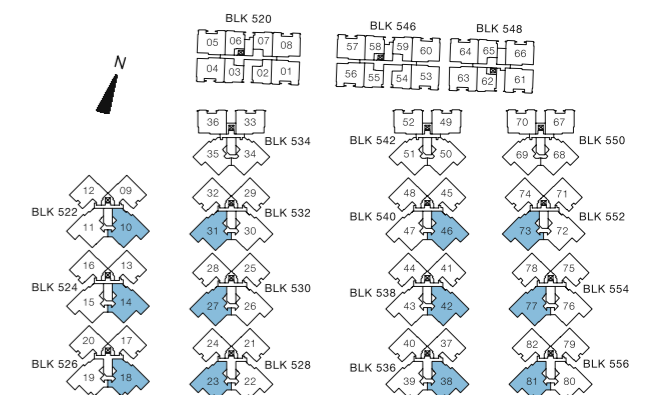 BLK 520
BLK 546
BLK 548
05 06 07 08
57 58 59 60
64 65 66
04 03 02 01
56 55 54 53
63 62 61
N
36 33
52 49
70 67
BLK 534
BLK 542
BLK 550
35 34
51 50
69 68
12 09
32 29
48 45
74 71
BLK 522
BLK 532
BLK 540
BLK 552
11 10
31 30
47 46
73 72
16 13
28 25
44 41
78 75
BLK 524
BLK 530
BLK 538
BLK 554
15 14
27 26
43 42
77 76
20 17
24 21
40 37
82 79
BLK 526
BLK 528
BLK 536
BLK 556
19 18
23 22
39 38
81 80